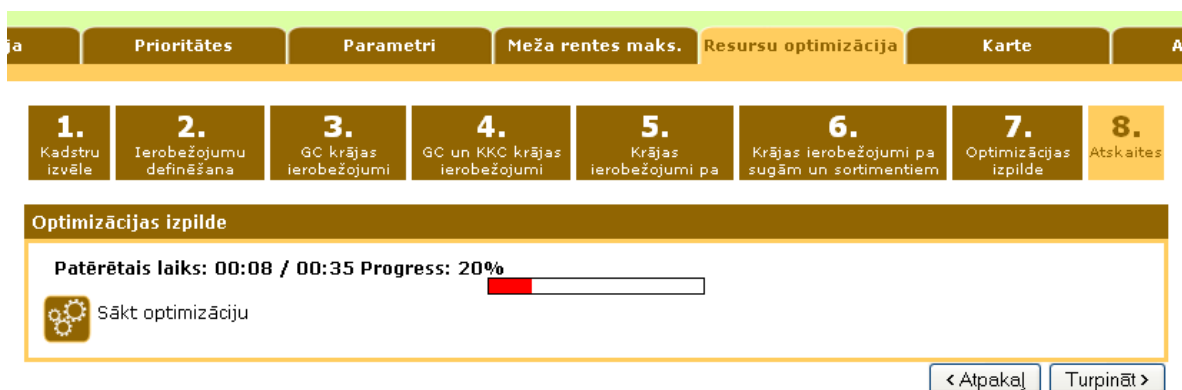 ja Prioritātes Parametri Meža rentes maks. Resursu optimizācija Karte A
1. 2. 3. 4. 5. 6. 7. 8.
Kadstru izvēle
Ierobežojumu definēšana
GC krājas ierobežojumi
GC un KKC krājas ierobežojumi
Krājas ierobežojumi pa
Krājas ierobežojumi pa sugām un sortimentiem
Optimizācijas izpilde
Atskaites
Optimizācijas izpilde
Patērētais laiks: 00:08 / 00:35 Progress: 20%
Sākt optimizāciju
< Atpakaļ Turpināt >